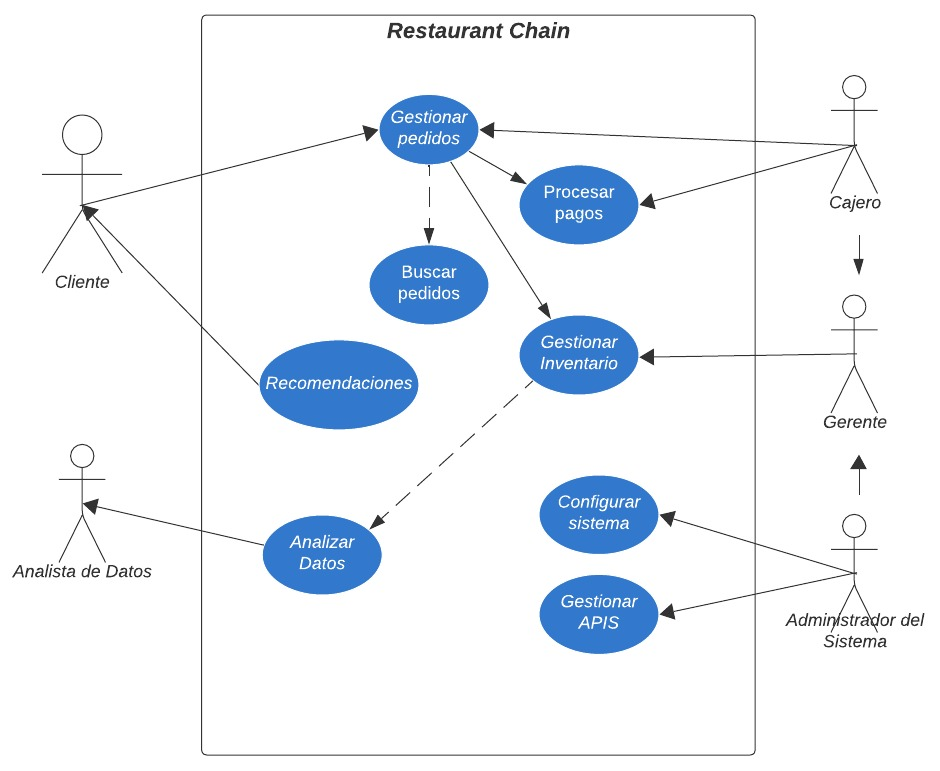 Restaurant Chain
Gestionar
pedidos
Procesar
pagos
Cajero
Buscar
pedidos
Cliente
Gestionar
Inventario
Recomendaciones
Gerente
Configurar
sistema
Analizar
Datos
Analista de Datos
Gestionar
APIS
Administrador del
Sistema